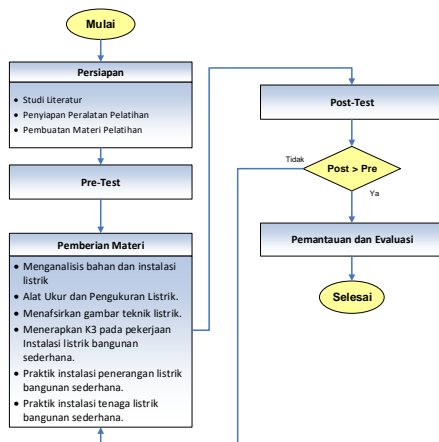 Mulai
Persiapan
• Studi Literatur
• Penyiapan Peralatan Pelatihan
• Pembuatan Materi Pelatihan
Pre-Test
Pemberian Materi
• Menganalisis bahan dan instalasi
listrik
• Alat Ukur dan Pengukuran Listrik.
• Menafsirkan gambar teknik listrik.
• Menerapkan K3 pada pekerjaan
Instalasi listrik bangunan
sederhana.
• Praktik instalasi penerangan listrik
bangunan sederhana.
• Praktik instalasi tenaga listrik
bangunan sederhana.
Post-Test
Tidak
Post > Pre
Ya
Pemantauan dan Evaluasi
Selesai